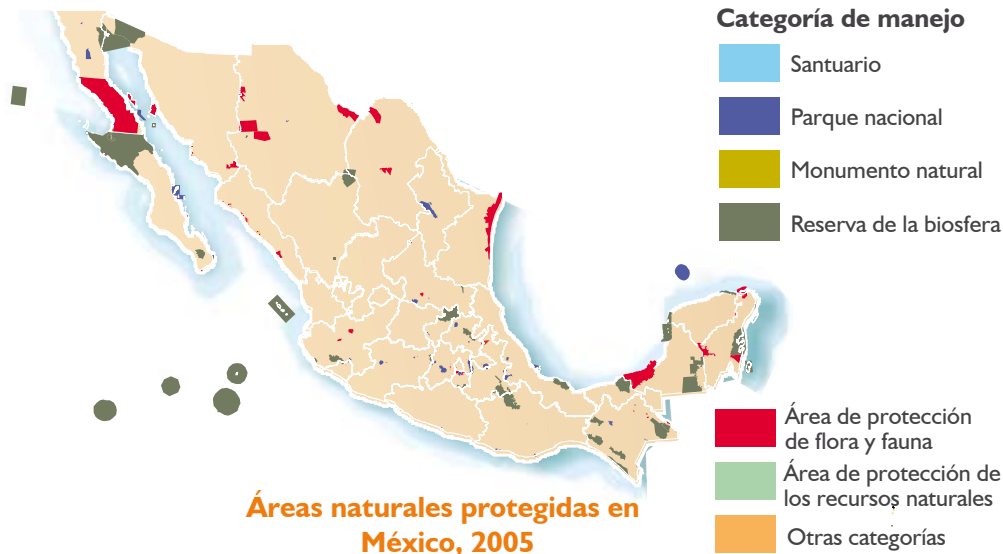 Categoría de manejo
Santuario
Parque nacional
Monumento natural
Reserva de la biosfera
Área de protección
de flora y fauna
Área de protección de
los recursos naturales
Otras categorías
Áreas naturales protegidas en
México, 2005